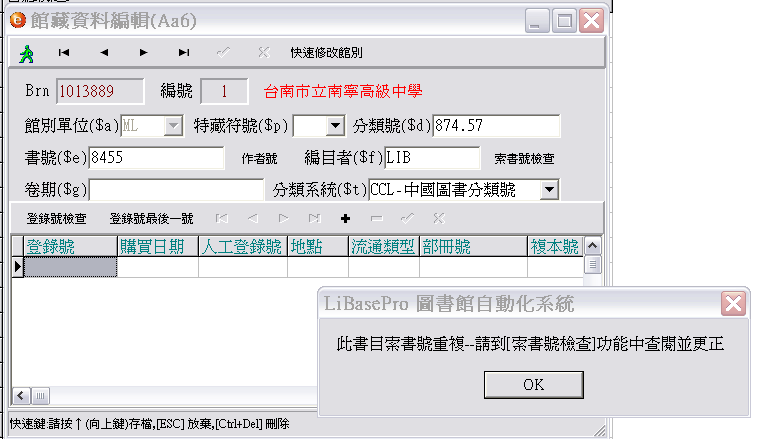 館藏資料編輯(Aa6)
快速修改館別
Brn 1013889 編號 1 台南市立南寧高級中學
館別單位($a) ML 特藏符號($p) 分類號($d) 874.57
書號($e) 8455 作者號 編目者($f) LIB 索書號檢查
卷期($g) 分類系統($t) CCL-中國圖書分類號
登錄號檢查 登錄號最後一號
登錄號 購買日期 人工登錄號 地點 流通類型 部冊號 複本號
LiBasePro 圖書館自動化系統
此書目索書號重複--請到[索書號檢查]功能中查閱並更正
OK
快速鍵:請按↑(向上鍵)存檔,[ESC] 放棄,[Ctrl+Del] 刪除